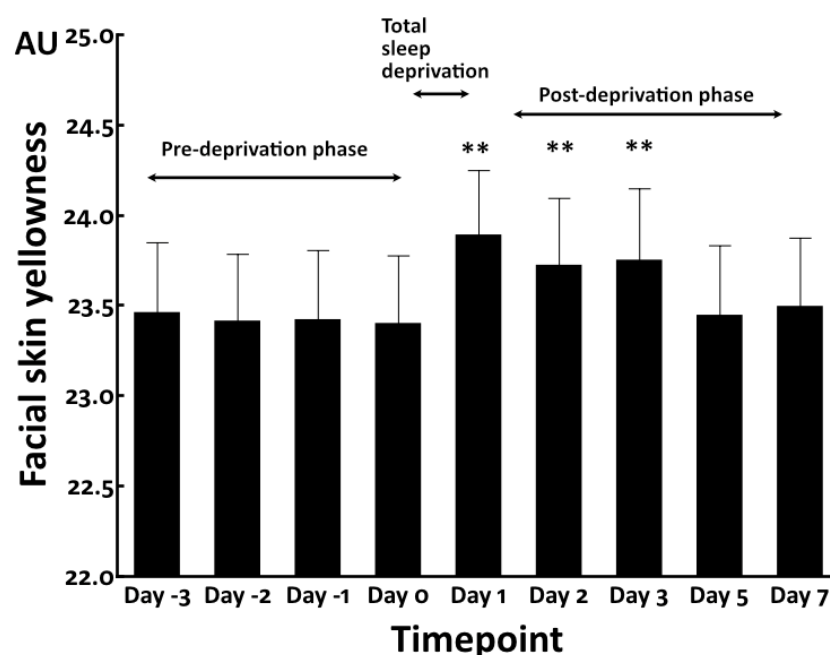 AU
25.0
24.5
24.0
23.5
23.0
22.5
22.0
Facial skin yellowness
Pre-deprivation phase
Total
sleep
deprivation
Post-deprivation phase
** ** **
Day -3 Day -2 Day -1 Day 0 Day 1 Day 2 Day 3 Day 5 Day 7
Timepoint